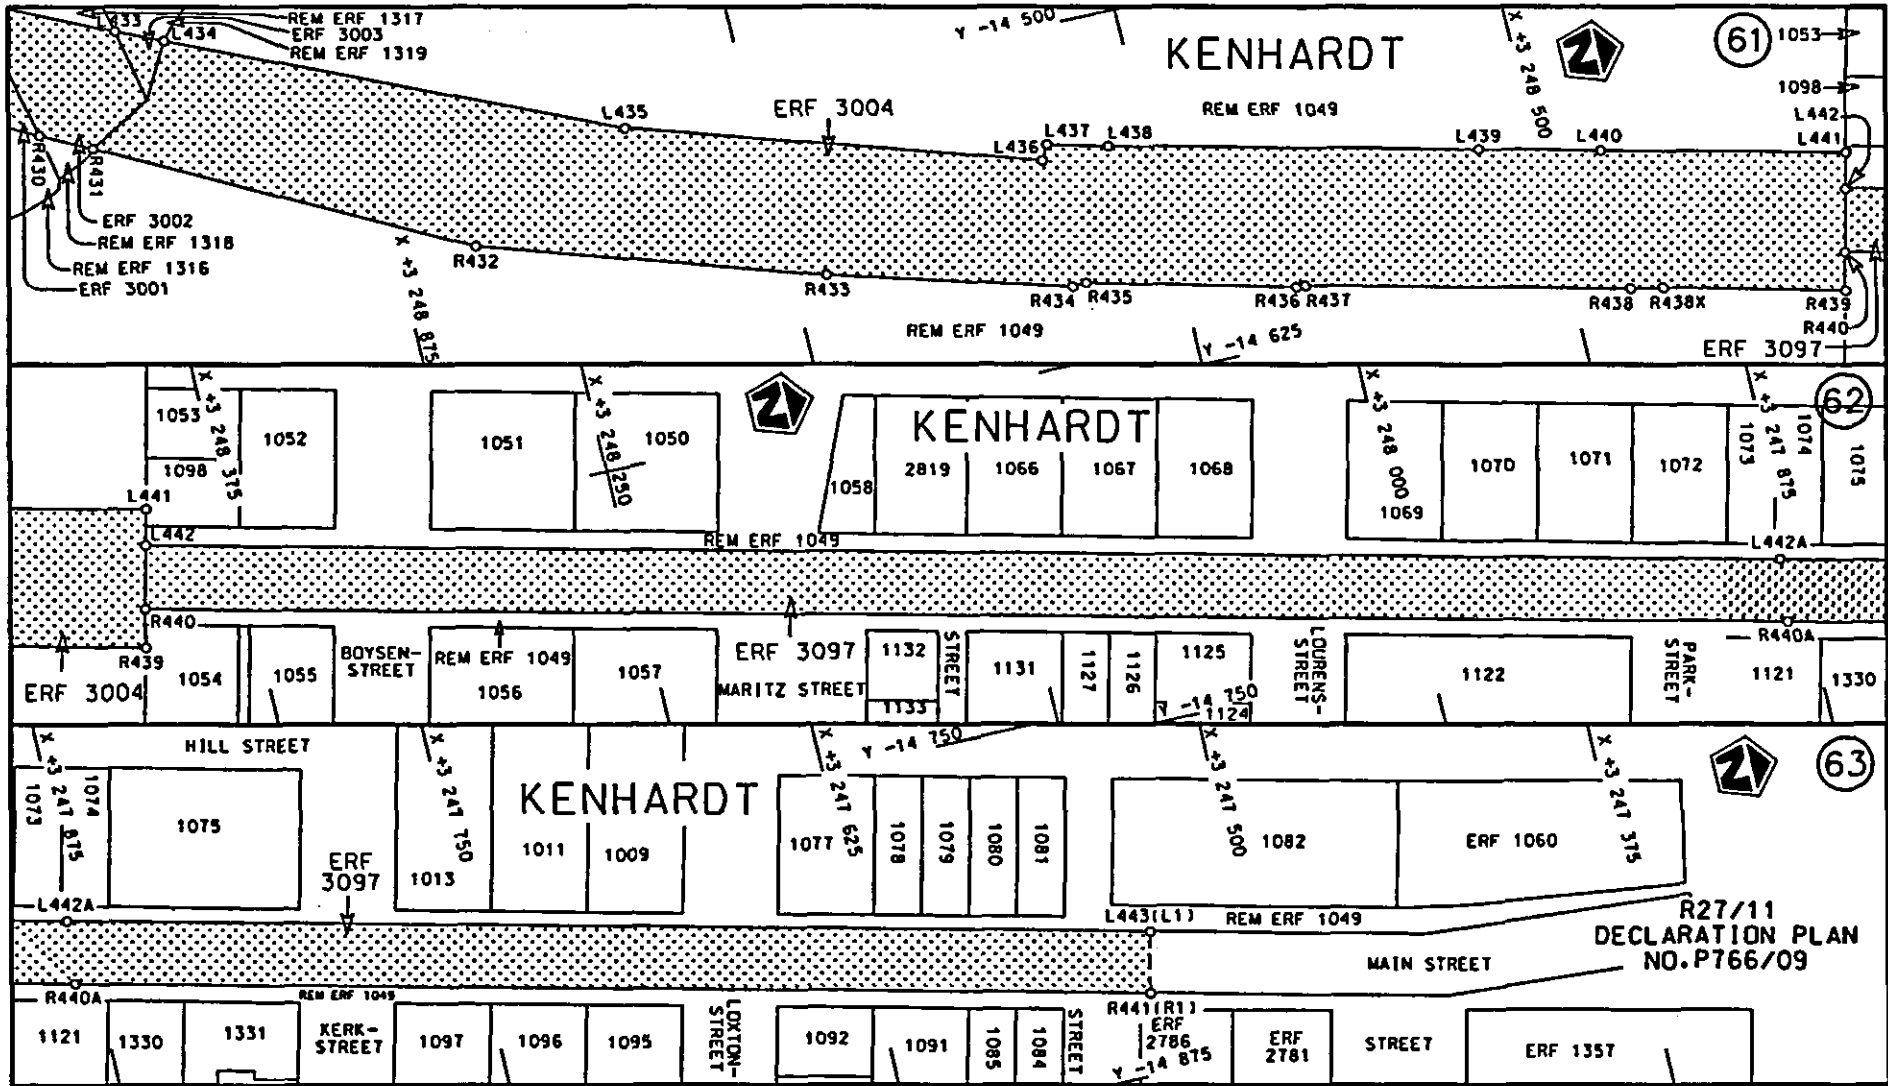 L433
REM ERF 1317
ERF 3003
REM ERF 1319
L434
Y -14 500
KENHARDT
X +3 248 500
61
1053
1098
L442
L441
L435
ERF 3004
REM ERF 1049
L436
L437
L438
L439
L440
R430
R431
ERF 3002
REM ERF 1318
REM ERF 1316
ERF 3001
X +3 248 875
R432
R433
R434
R435
R436
R437
R438
R438X
R439
R440
REM ERF 1049
Y -14 625
ERF 3097
62
X +3 248 375
1053
1098
1052
1051
X +3 248 250
1050
KENHARDT
1058
2819
1066
1067
1068
X +3 248 000
1069
1070
1071
1072
1073
X +3 247 875
1074
1075
L441
L442
REM ERF 1049
L442A
R440
R439
ERF 3004
1054
1055
BOYSEN-
STREET
REM ERF 1049
1056
1057
ERF 3097
MARITZ STREET
1132
1133
STREET
1131
1127
1126
1125
Y -14 750
1124
LOURENS-
STREET
1122
PARK-
STREET
R440A
1121
1330
HILL STREET
X +3 247 875
1073
1074
1075
X +3 247 750
KENHARDT
1013
1011
1009
Y -14 750
X +3 247 625
1077
1078
1079
1080
1081
X +3 247 500
1082
ERF 1060
X +3 247 375
63
ERF
3097
L442A
L443(L1)
REM ERF 1049
R27/11
DECLARATION PLAN
NO.P766/09
MAIN STREET
R440A
REM ERF 1049
R441(R1)
1121
1330
1331
KERK-
STREET
1097
1096
1095
LOXTON-
STREET
1092
1091
1085
1084
STREET
ERF
2786
Y -14 875
ERF
2781
STREET
ERF 1357